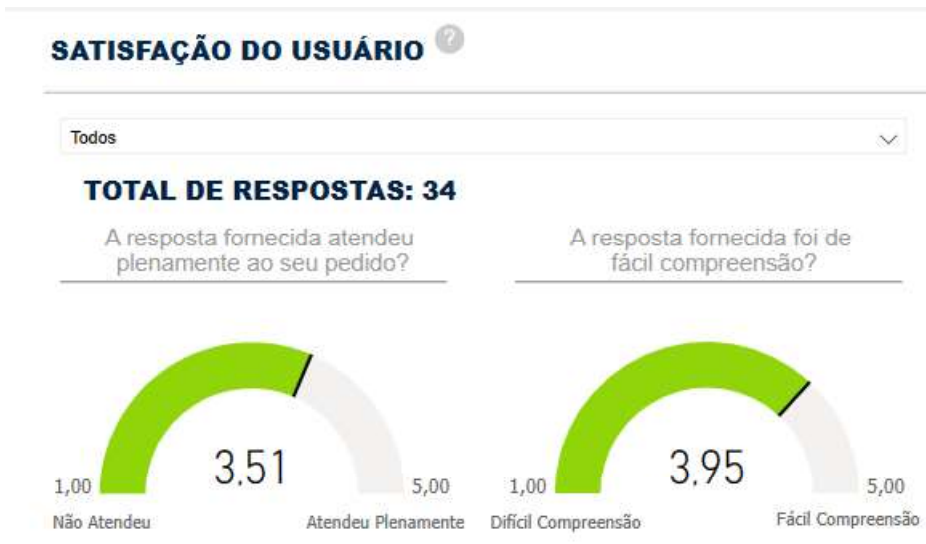 SATISFAÇÃO DO USUÁRIO ?
Todos
TOTAL DE RESPOSTAS: 34
A resposta fornecida atendeu
plenamente ao seu pedido?
3,51
1,00
5,00
Não Atendeu
Atendeu Plenamente
A resposta fornecida foi de
fácil compreensão?
3,95
1,00
5,00
Difícil Compreensão
Fácil Compreensão